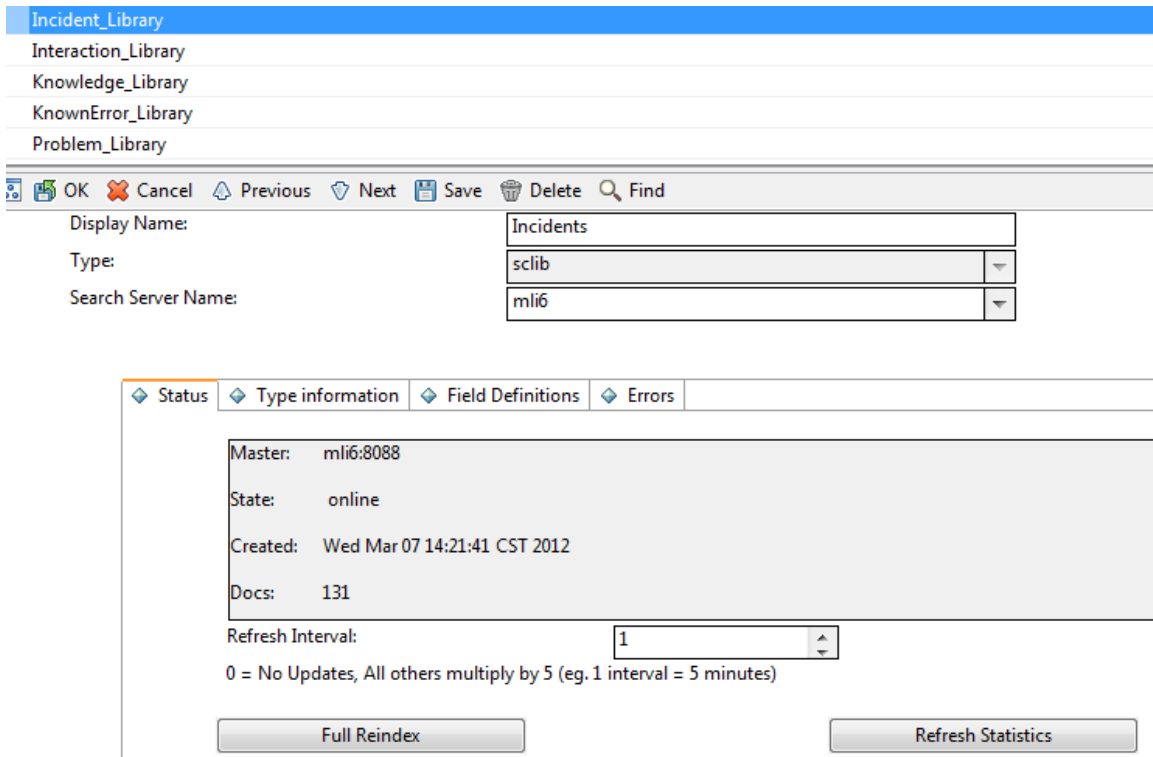 Incident_Library
Interaction_Library
Knowledge_Library
KnownError_Library
Problem_Library
OK Cancel Previous Next Save Delete Find
Display Name: Incidents
Type: sclib
Search Server Name: mli6
Status Type information Field Definitions Errors
Master: mli6:8088
State: online
Created: Wed Mar 07 14:21:41 CST 2012
Docs: 131
Refresh Interval: 1
0 = No Updates, All others multiply by 5 (eg. 1 interval = 5 minutes)
Full Reindex Refresh Statistics